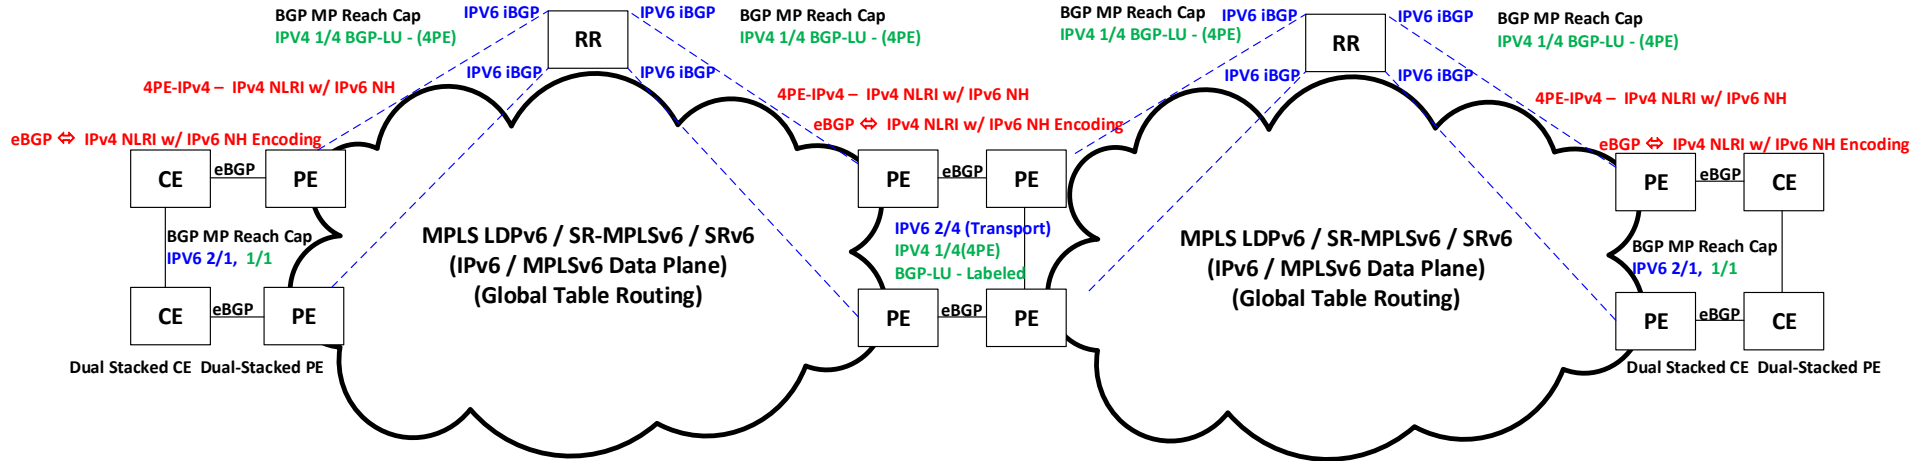 BGP MP Reach Cap
IPV4 1/4 BGP-LU - (4PE)
IPV6 iBGP
RR
IPV6 iBGP
BGP MP Reach Cap
IPV4 1/4 BGP-LU - (4PE)
IPV6 iBGP
IPV6 iBGP
4PE-IPv4 – IPv4 NLRI w/ IPv6 NH
eBGP ⇔ IPv4 NLRI w/ IPv6 NH Encoding
CE
eBGP
PE
BGP MP Reach Cap
IPV6 2/1, 1/1
CE
eBGP
PE
Dual Stacked CE Dual-Stacked PE
MPLS LDPv6 / SR-MPLSv6 / SRv6
(IPv6 / MPLSv6 Data Plane)
(Global Table Routing)
4PE-IPv4 – IPv4 NLRI w/ IPv6 NH
eBGP ⇔ IPv4 NLRI w/ IPv6 NH Encoding
PE
eBGP
PE
IPV6 2/4 (Transport)
IPV4 1/4(4PE)
BGP-LU - Labeled
PE
eBGP
PE
BGP MP Reach Cap
IPV4 1/4 BGP-LU - (4PE)
IPV6 iBGP
RR
IPV6 iBGP
BGP MP Reach Cap
IPV4 1/4 BGP-LU - (4PE)
IPV6 iBGP
IPV6 iBGP
MPLS LDPv6 / SR-MPLSv6 / SRv6
(IPv6 / MPLSv6 Data Plane)
(Global Table Routing)
4PE-IPv4 – IPv4 NLRI w/ IPv6 NH
eBGP ⇔ IPv4 NLRI w/ IPv6 NH Encoding
PE
eBGP
CE
BGP MP Reach Cap
IPV6 2/1, 1/1
PE
eBGP
CE
Dual Stacked CE Dual-Stacked PE